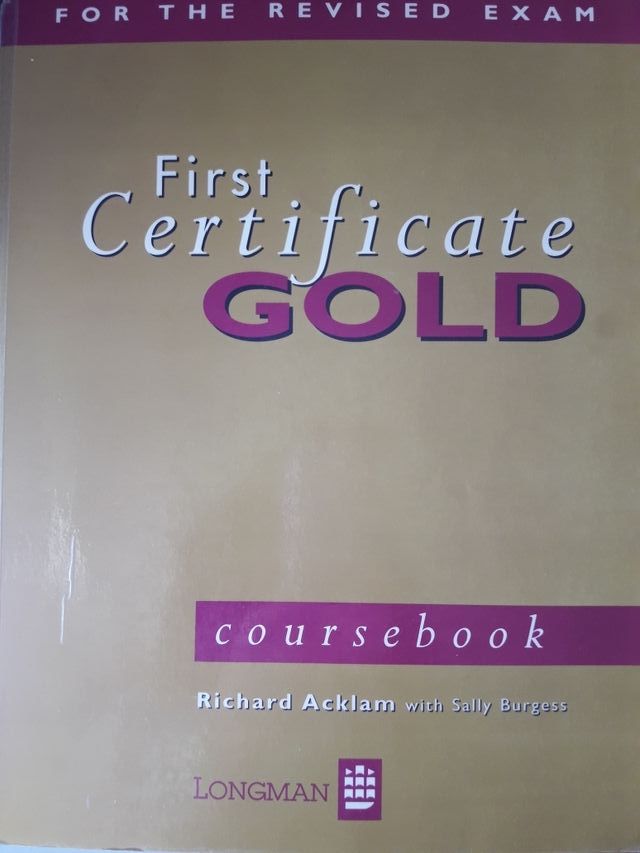 FOR THE REVISED EXAM
First
Certificate
GOLD
coursebook
Richard Acklam with Sally Burgess
LONGMAN